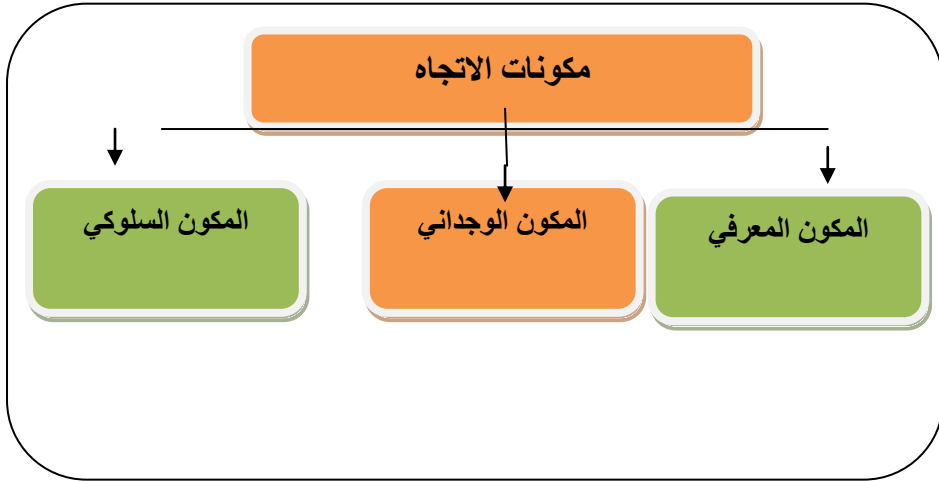 مكونات الاتجاه
المكون المعرفي
المكون الوجداني
المكون السلوكي